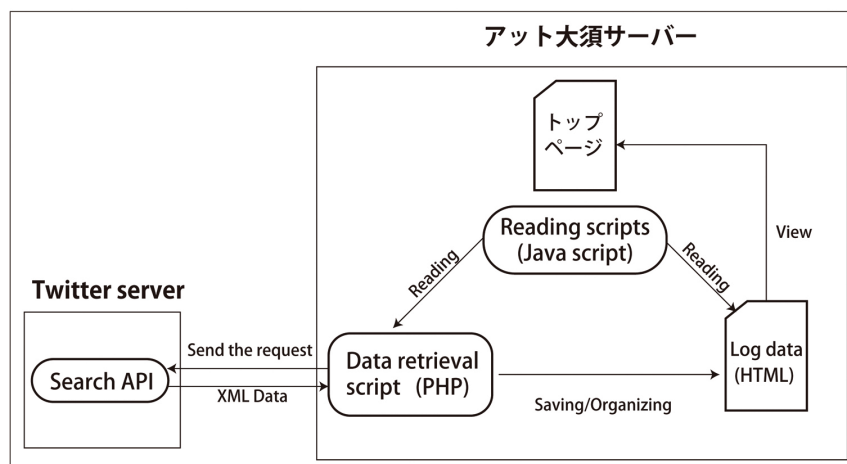 アット大須サーバー
トップ
ページ
Reading scripts
(Java script)
View
Reading
Reading
Twitter server
Search API
Send the request
XML Data
Data retrieval
script (PHP)
Saving/Organizing
Log data
(HTML)